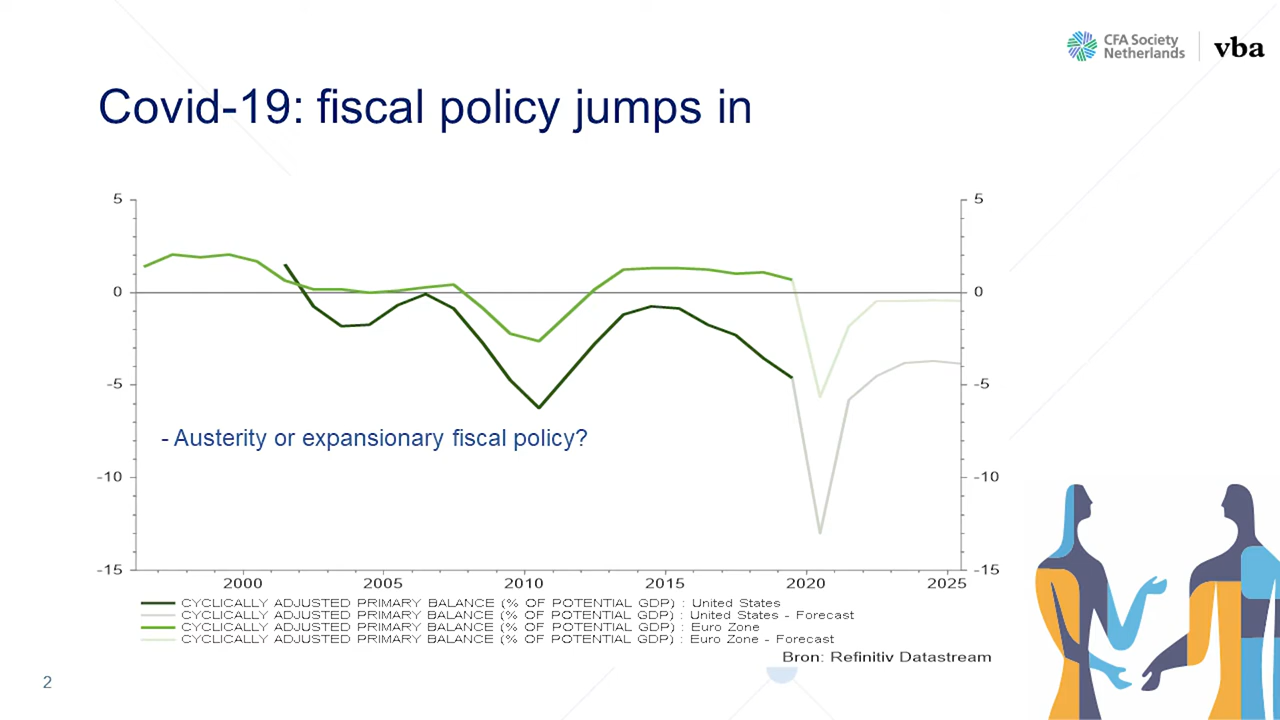 CFA Society
Netherlands
vba
Covid-19: fiscal policy jumps in
5 5
0 0
-5 -5
- Austerity or expansionary fiscal policy?
-10 -10
-15 -15
2000 2005 2010 2015 2020 2025
CYCLICALLY ADJUSTED PRIMARY BALANCE (% OF POTENTIAL GDP) : United States
CYCLICALLY ADJUSTED PRIMARY BALANCE (% OF POTENTIAL GDP) : United States - Forecast
CYCLICALLY ADJUSTED PRIMARY BALANCE (% OF POTENTIAL GDP) : Euro Zone
CYCLICALLY ADJUSTED PRIMARY BALANCE (% OF POTENTIAL GDP) : Euro Zone - Forecast
Bron: Refinitiv Datastream
2